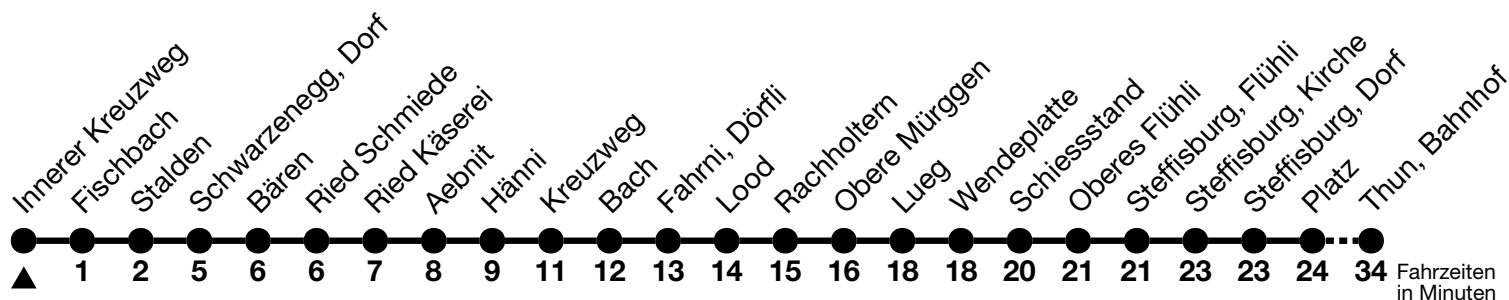 Innerer Kreuzweg
Fischbach
Stalden
Schwarzenegg, Dorf
Bären
Ried Schmiede
Ried Käserei
Aebnit
Hänni
Kreuzweg
Bach
Fahrni, Dörfli
Lood
Rachholtern
Obere Mürggen
Lueg
Wendeplatte
Schiessstand
Oberes Flühli
Steffisburg, Flühli
Steffisburg, Kirche
Steffisburg, Dorf
Platz
Thun, Bahnhof
1 2 5 6 6 7 8 9 11 12 13 14 15 16 18 18 20 21 21 23 23 24 34 Fahrzeiten
in Minuten